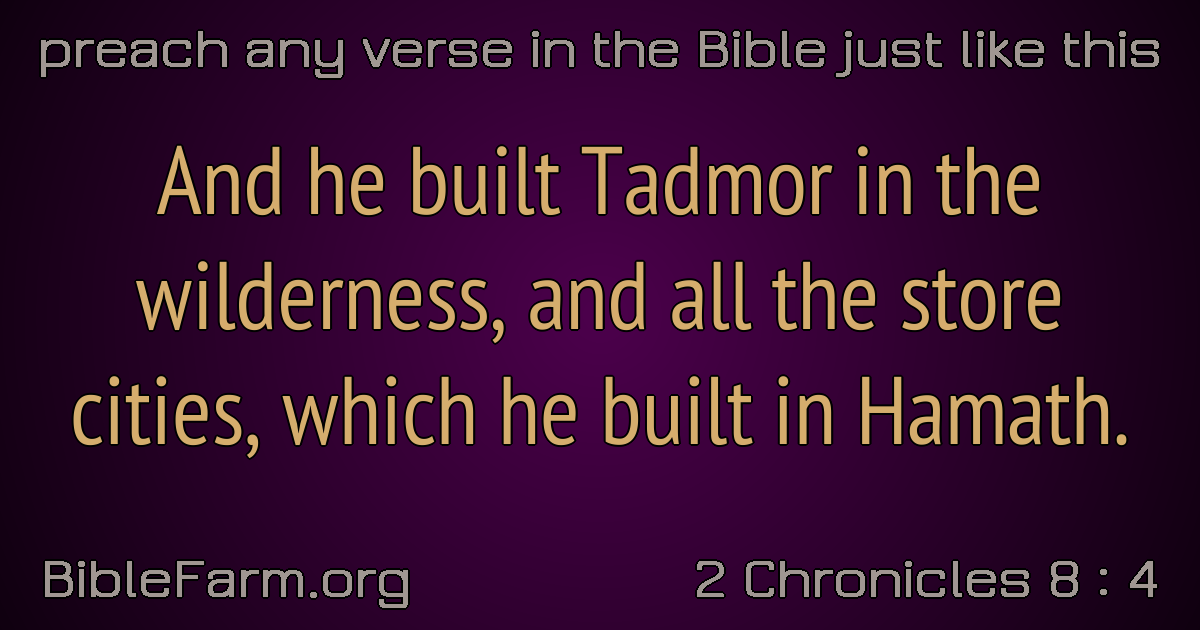 preach any verse in the Bible just like this
And he built Tadmor in the
wilderness, and all the store
cities, which he built in Hamath.
BibleFarm.org
2 Chronicles 8 : 4